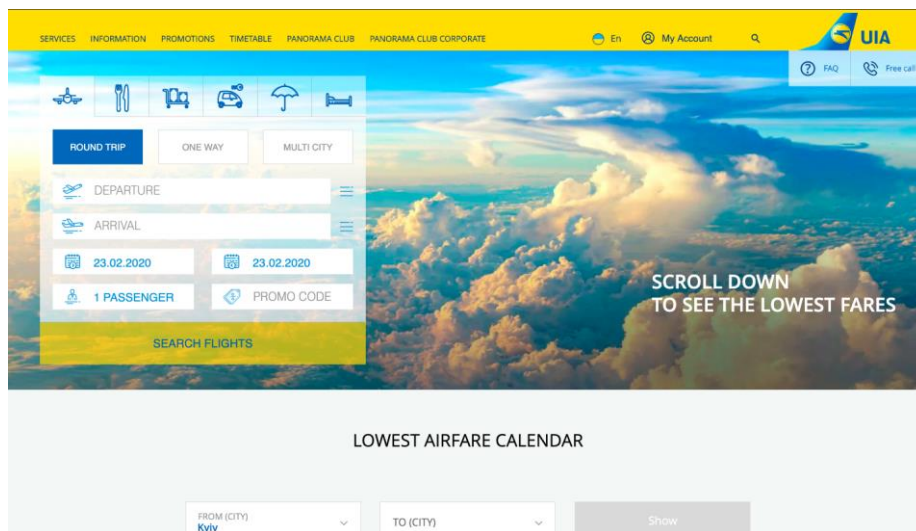 SERVICES INFORMATION PROMOTIONS TIMETABLE PANORAMA CLUB PANORAMA CLUB CORPORATE En My Account UIA
FAQ Free call
ROUND TRIP ONE WAY MULTI CITY
DEPARTURE
ARRIVAL
23.02.2020 23.02.2020
1 PASSENGER PROMO CODE
SEARCH FLIGHTS
SCROLL DOWN
TO SEE THE LOWEST FARES
LOWEST AIRFARE CALENDAR
FROM (CITY)
Kyiv
TO (CITY)
Show